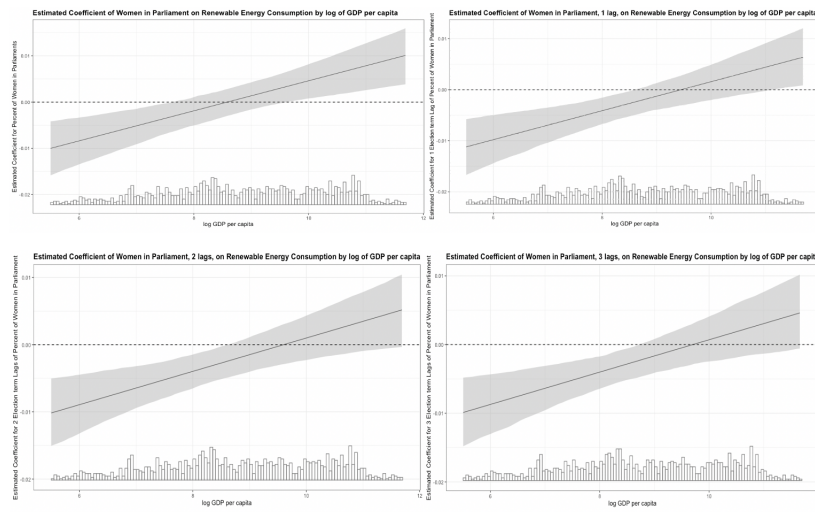 Estimated Coefficient of Women in Parliament on Renewable Energy Consumption by log of GDP per capita
Estimated Coefficient for Percent of Women in Parliaments
0.01
0.00
-0.01
-0.02
6
8
10
12
log GDP per capita
Estimated Coefficient of Women in Parliament, 1 lag, on Renewable Energy Consumption by log of GDP per capita
Estimated Coefficient for 1 Election term Lag of Percent of Women in Parliament
0.01
0.00
-0.01
-0.02
6
8
10
log GDP per capita
Estimated Coefficient of Women in Parliament, 2 lags, on Renewable Energy Consumption by log of GDP per capita
Estimated Coefficient for 2 Election term Lags of Percent of Women in Parliament
0.01
0.00
-0.01
-0.02
6
8
10
12
log GDP per capita
Estimated Coefficient of Women in Parliament, 3 lags, on Renewable Energy Consumption by log of GDP per capita
Estimated Coefficient for 3 Election term Lags of Percent of Women in Parliament
0.01
0.00
-0.01
-0.02
6
8
10
log GDP per capita